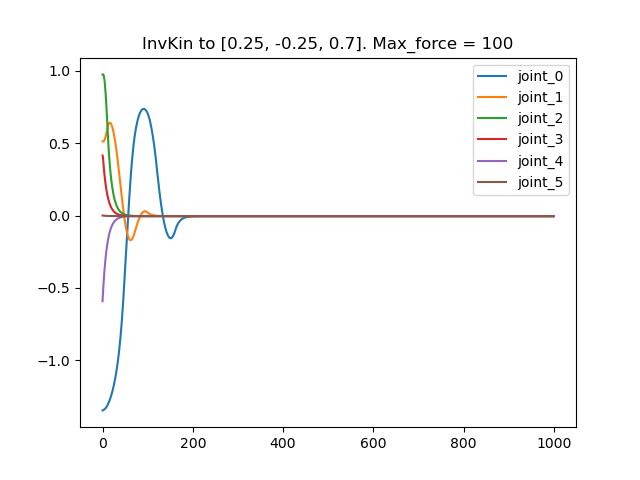 InvKin to [0.25, -0.25, 0.7]. Max_force = 100
1.0
0.5
0.0
−0.5
−1.0
0
200
400
600
800
1000
joint_0
joint_1
joint_2
joint_3
joint_4
joint_5